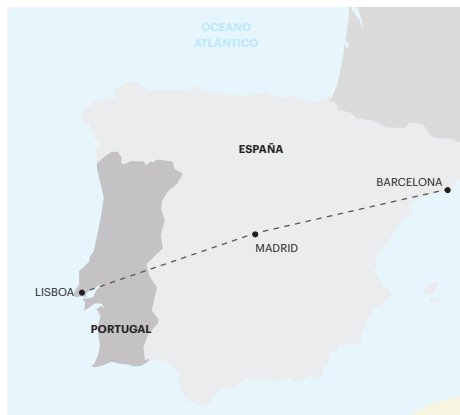 OCEANO
ATLÂNTICO
ESPAÑA
BARCELONA
MADRID
LISBOA
PORTUGAL